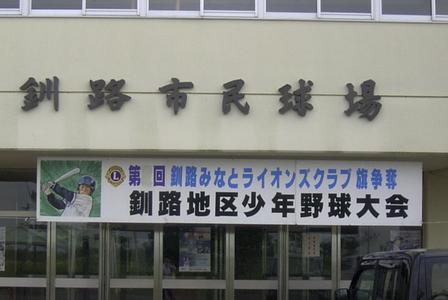 釧路市民球場
第 回 釧路みなとライオンズクラブ 旗争奪
釧路地区少年野球大会